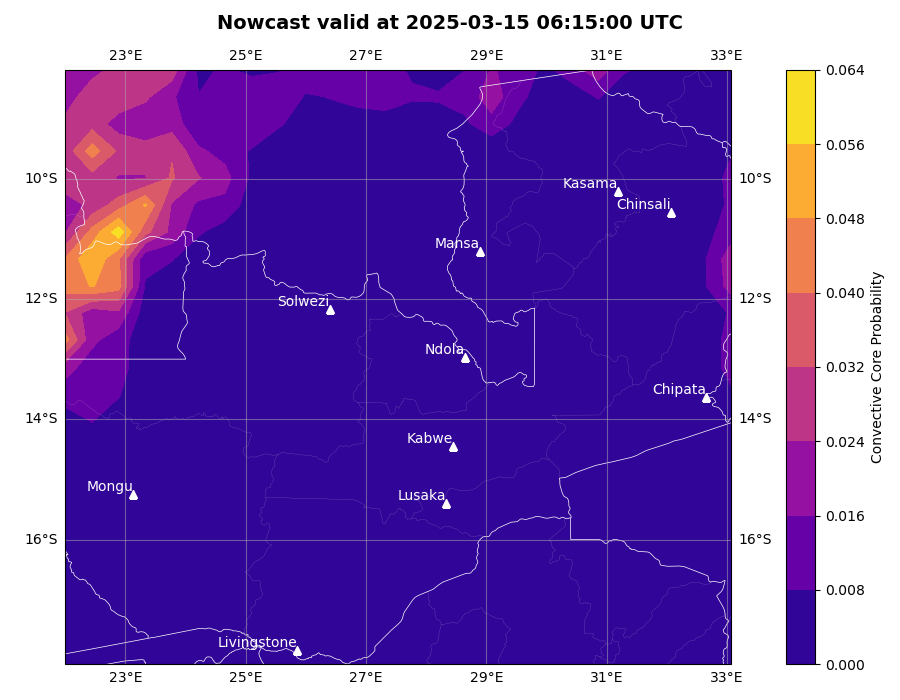 Nowcast valid at 2025-03-15 06:15:00 UTC
23°E 25°E 27°E 29°E 31°E 33°E
0.064
0.056
10°S Kasama 10°S
Chinsali
0.048
Mansa
0.040
12°S Solwezi 12°S
Ndola
0.032
Chipata
14°S 14°S
Kabwe
0.024
Mongu
Lusaka
0.016
16°S 16°S
0.008
Livingstone
0.000
23°E 25°E 27°E 29°E 31°E 33°E
Convective Core Probability